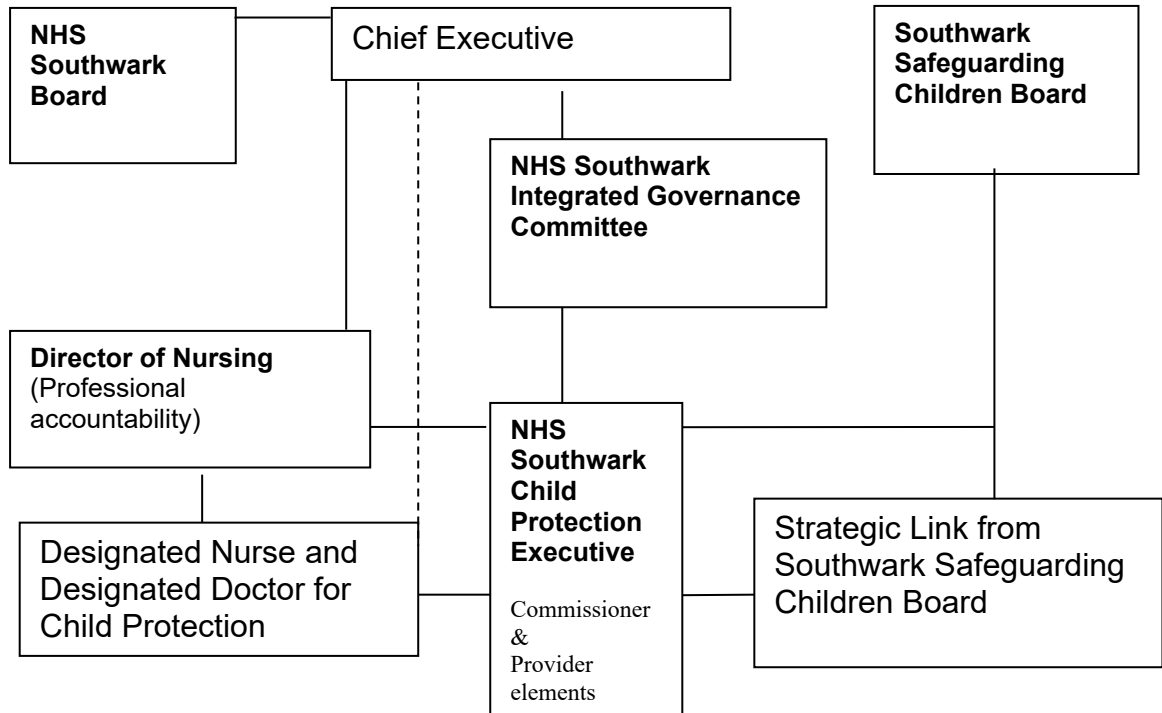 NHS
Southwark
Board
Chief Executive
Southwark
Safeguarding
Children Board
NHS Southwark
Integrated Governance
Committee
Director of Nursing
(Professional
accountability)
NHS
Southwark
Child
Protection
Executive
Commissioner
&
Provider
elements
Designated Nurse and
Designated Doctor for
Child Protection
Strategic Link from
Southwark Safeguarding
Children Board